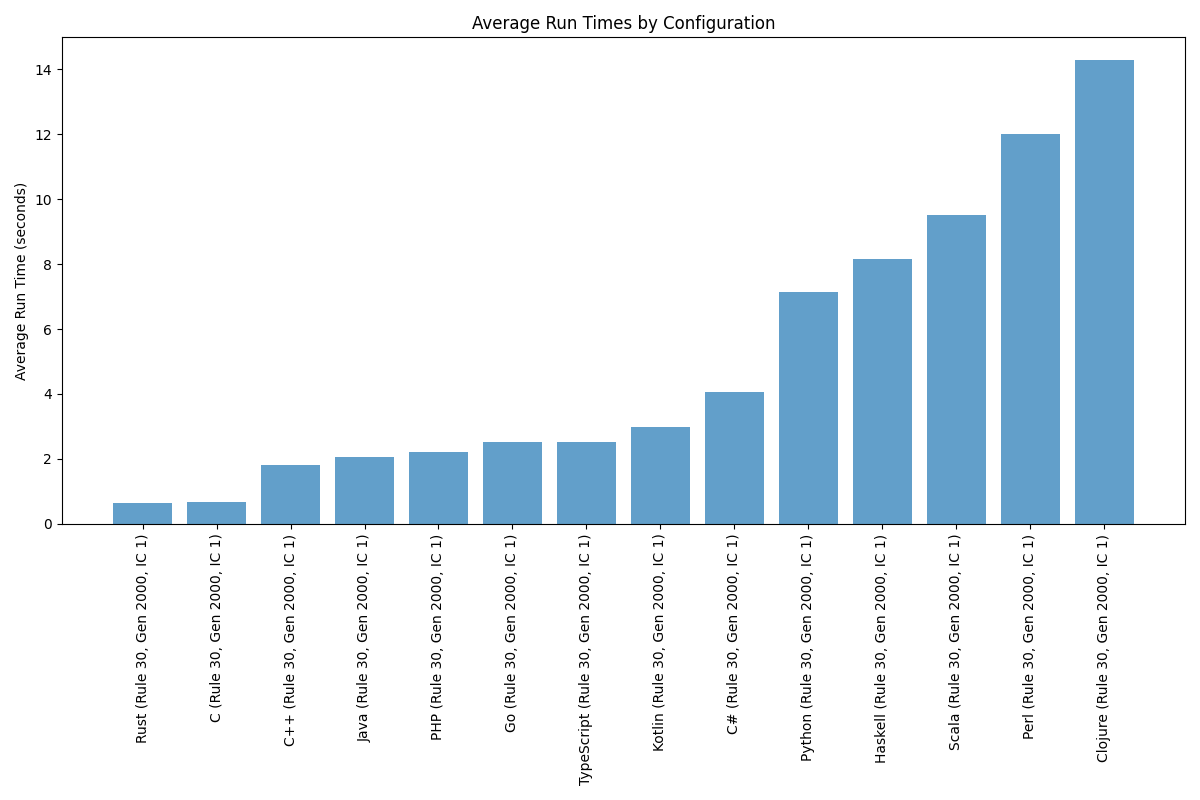 Average Run Times by Configuration
Average Run Time (seconds)
14
12
10
8
6
4
2
0
Rust (Rule 30, Gen 2000, IC 1)
C (Rule 30, Gen 2000, IC 1)
C++ (Rule 30, Gen 2000, IC 1)
Java (Rule 30, Gen 2000, IC 1)
PHP (Rule 30, Gen 2000, IC 1)
Go (Rule 30, Gen 2000, IC 1)
TypeScript (Rule 30, Gen 2000, IC 1)
Kotlin (Rule 30, Gen 2000, IC 1)
C# (Rule 30, Gen 2000, IC 1)
Python (Rule 30, Gen 2000, IC 1)
Haskell (Rule 30, Gen 2000, IC 1)
Scala (Rule 30, Gen 2000, IC 1)
Perl (Rule 30, Gen 2000, IC 1)
Clojure (Rule 30, Gen 2000, IC 1)